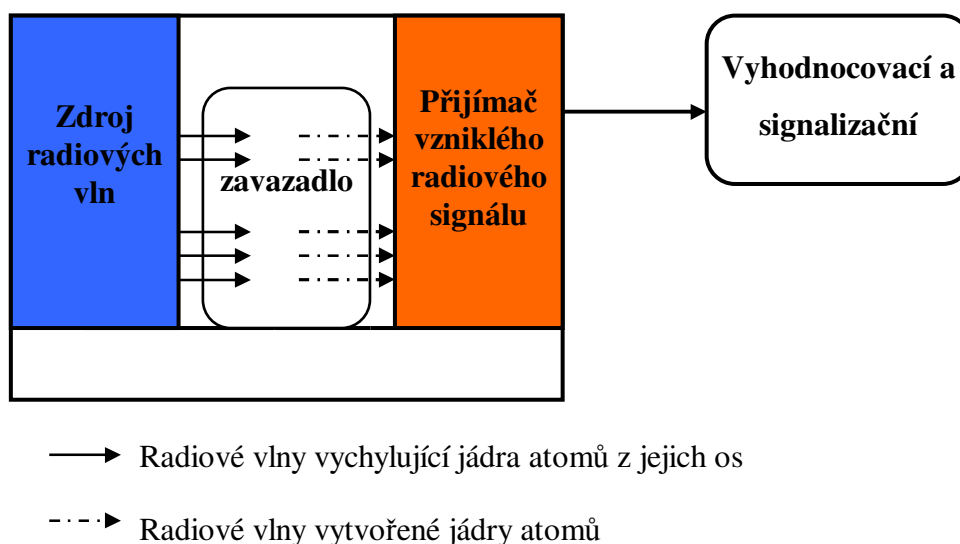 Zdroj
radiových
vln
zavazadlo
Přijímač
vzniklého
radiového
signálu
Vyhodnocovací a
signalizační
Radiové vlny vychylující jádra atomů z jejich os
Radiové vlny vytvořené jádry atomů